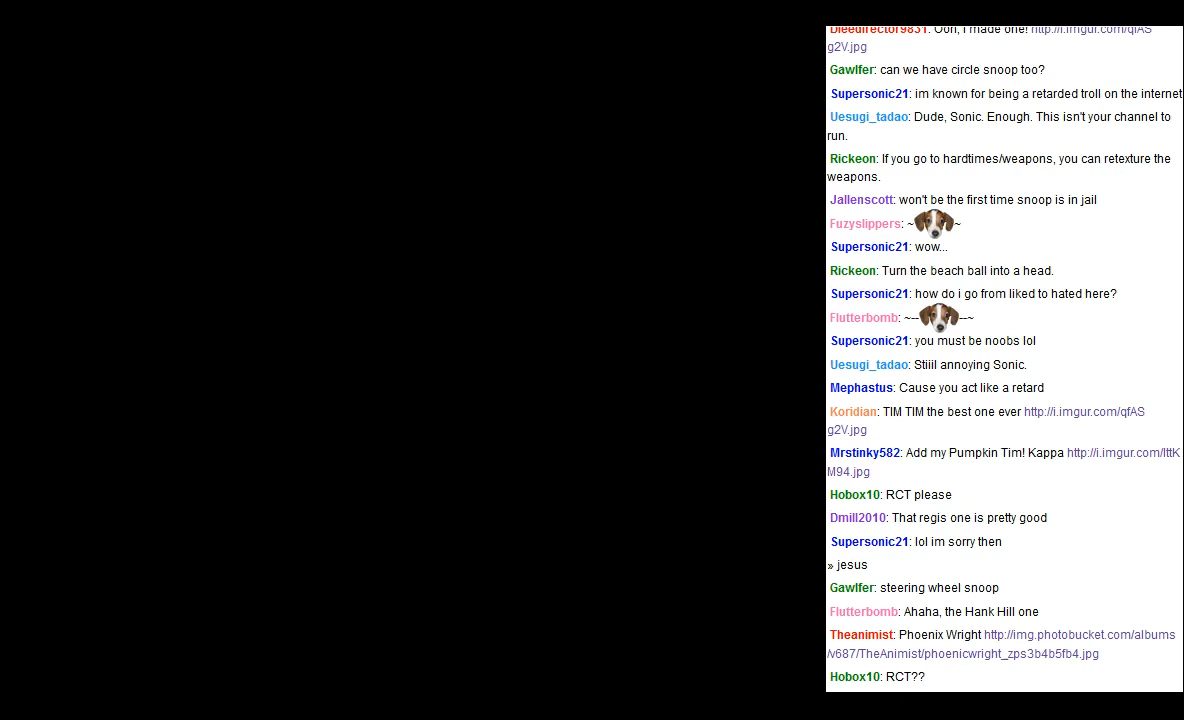 Dleedirector9831: Ooh, I made one! http://i.imgur.com/qfAS
g2V.jpg
Gawlfer: can we have circle snoop too?
Supersonic21: im known for being a retarded troll on the internet
Uesugi_tadao: Dude, Sonic. Enough. This isn't your channel to
run.
Rickeon: If you go to hardtimes/weapons, you can retexture the
weapons.
Jallenscott: won't be the first time snoop is in jail
Fuzyslippers: ~ ~
Supersonic21: wow...
Rickeon: Turn the beach ball into a head.
Supersonic21: how do i go from liked to hated here?
Flutterbomb: ~-- --~
Supersonic21: you must be noobs lol
Uesugi_tadao: Stiiil annoying Sonic.
Mephastus: Cause you act like a retard
Koridian: TIM TIM the best one ever http://i.imgur.com/qfAS
g2V.jpg
Mrstinky582: Add my Pumpkin Tim! Kappa http://i.imgur.com/lttK
M94.jpg
Hobox10: RCT please
Dmill2010: That regis one is pretty good
Supersonic21: lol im sorry then
» jesus
Gawlfer: steering wheel snoop
Flutterbomb: Ahaha, the Hank Hill one
Theanimist: Phoenix Wright http://img.photobucket.com/albums
/v687/TheAnimist/phoenicwright_zps3b4b5fb4.jpg
Hobox10: RCT??